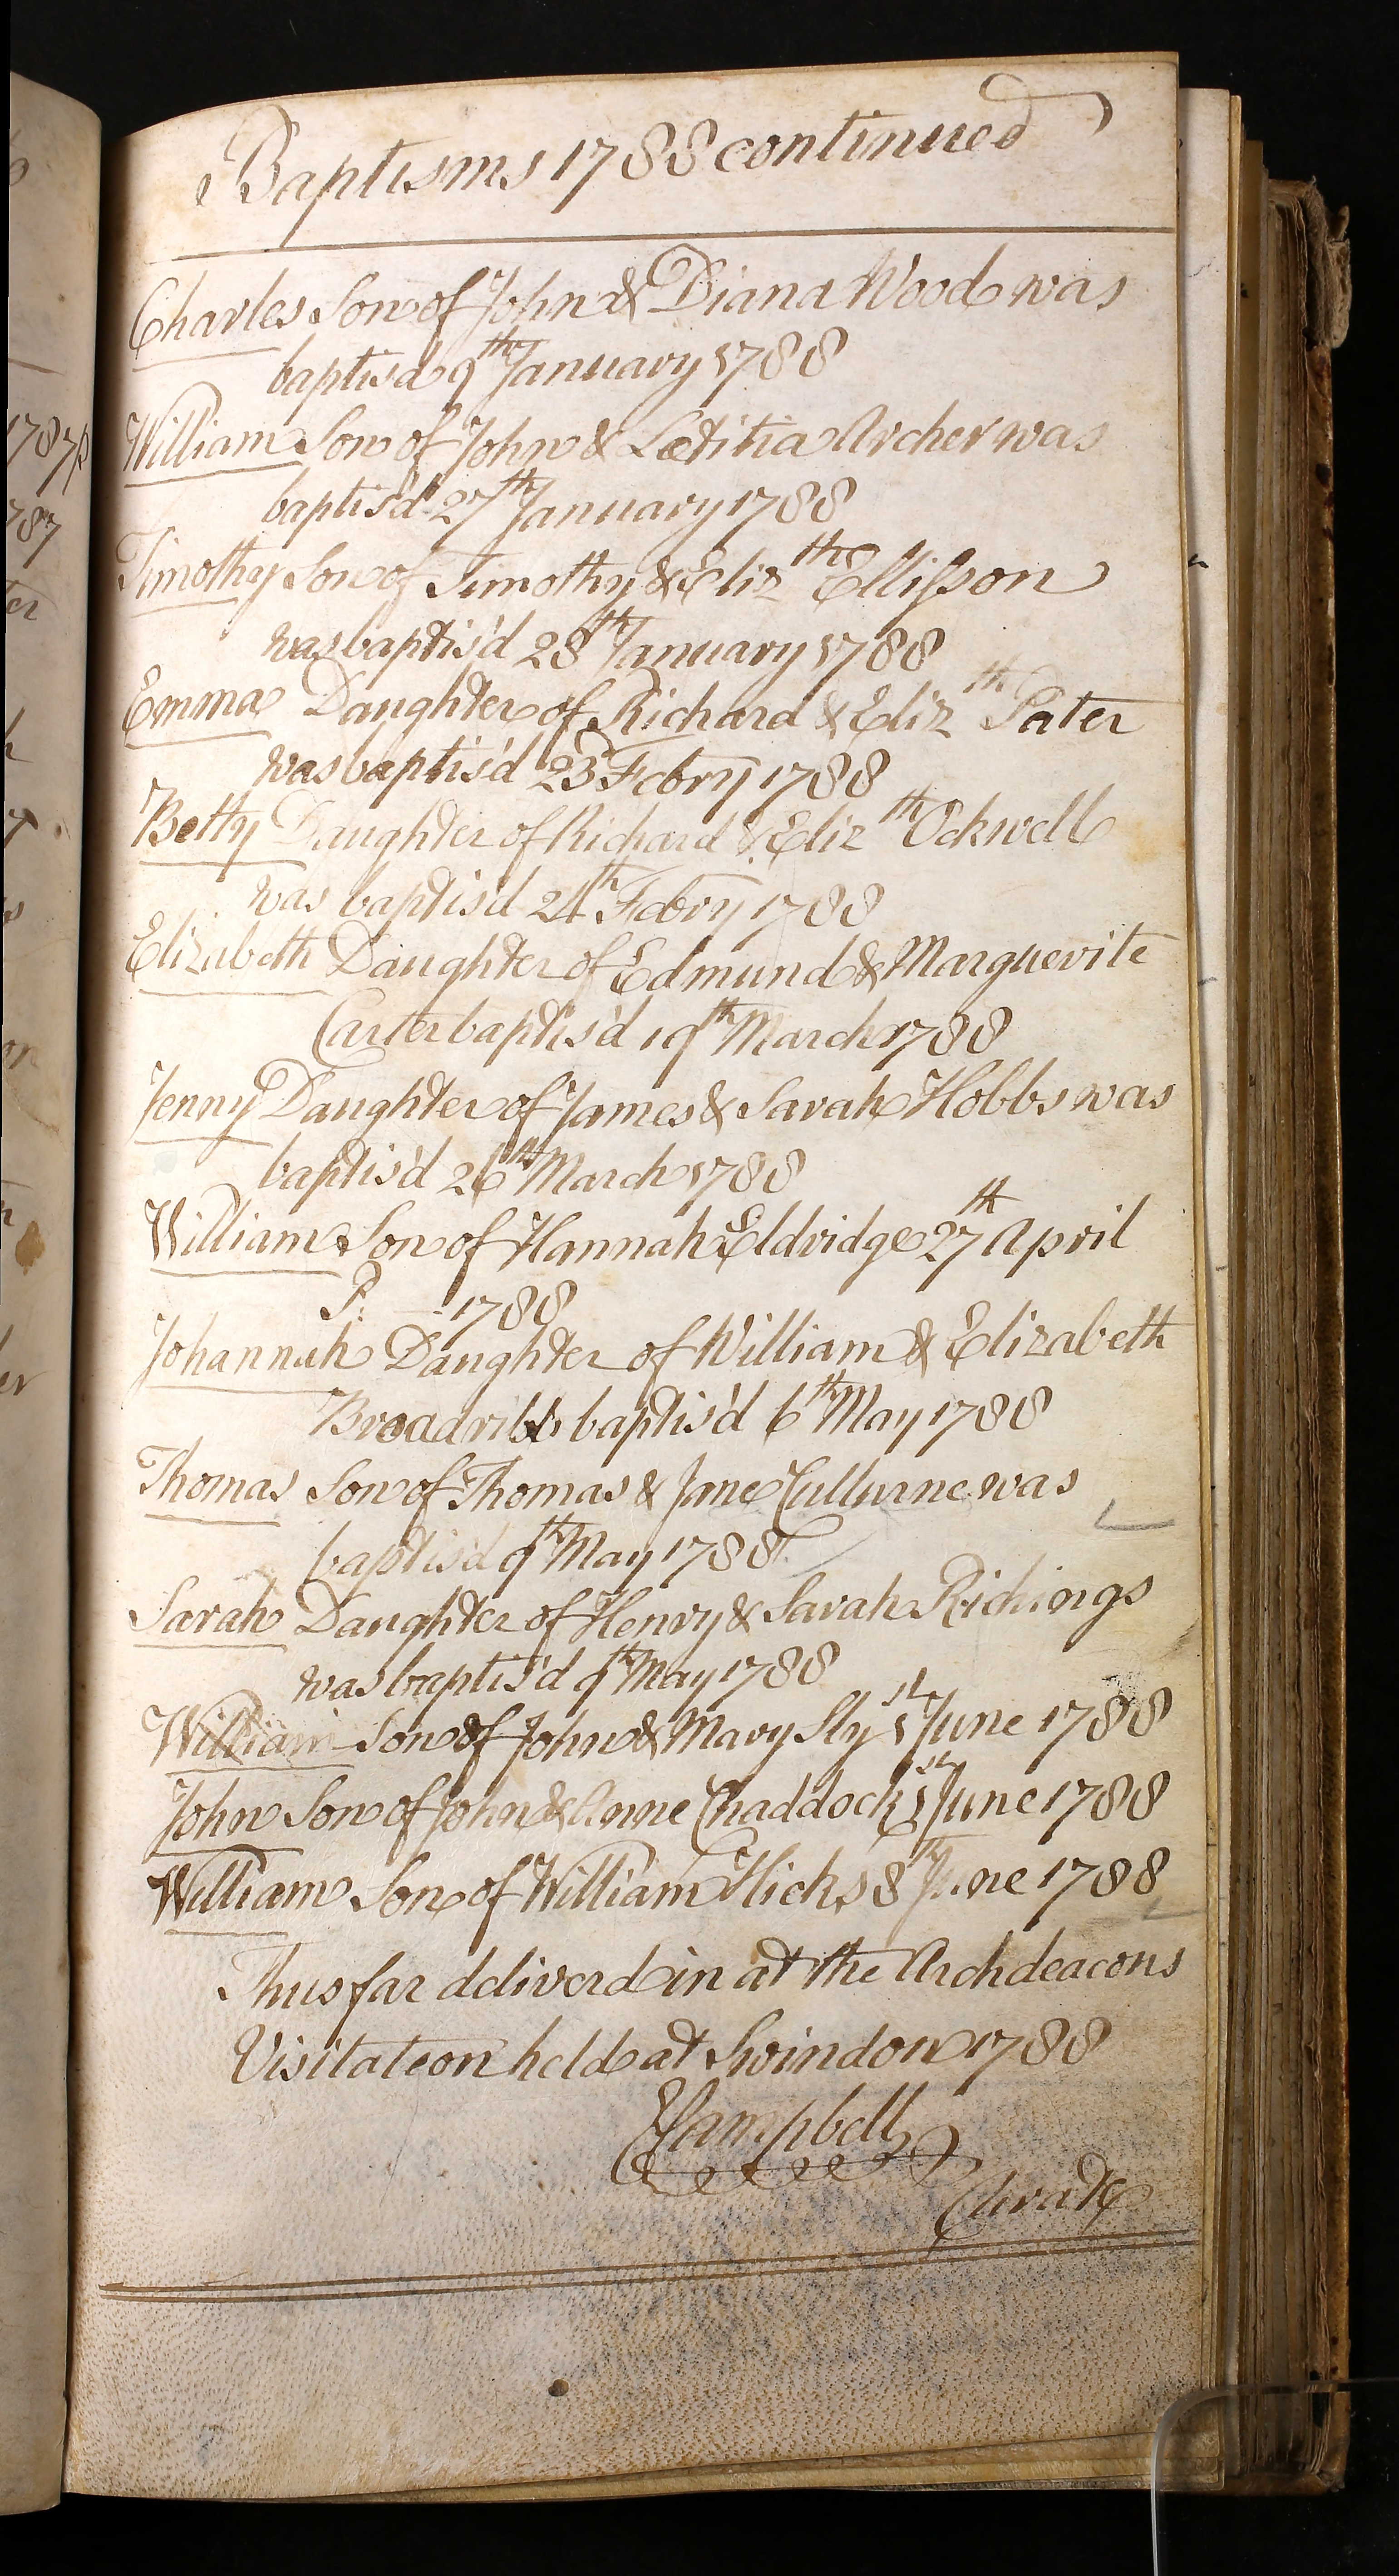 Baptisms 1788 continued
Charles Son of John & Diana Wood was
baptis'd 9th January 1788
William Son of John & Lætitia Archer was
baptis'd 27th January 1788
Timothy Son of Timothy & Elizth Ellisson
was baptis'd 28th January 1788
Emma Daughter of Richard & Elizth Pater
was baptis'd 23d Febry 1788
Betty Daughter of Richard & Elizth Ockwell
was baptis'd 24th Febry 1788
Elizabeth Daughter of Edmund & Marguerite
Carter baptis'd 19th March 1788
Jenny Daughter of James & Sarah Hobbs was
baptis'd 26th March 1788
William Son of Hannah Eldridge 27th April
P: 1788
Johannah Daughter of William & Elizabeth
Broadribb baptis'd 6th May 1788
Thomas Son of Thomas & Jane Cullurne was
baptis'd 9th May 1788
Sarah Daughter of Henry & Sarah Richings
was baptis'd 9th May 1788
William Son of John & Mary Sly 1st June 1788
John Son of John & Anne Chaddock 1st June 1788
William Son of William Hicks 8th June 1788
Thus far deliverd in at the Archdeacons
Visitateon held at Swindon 1788
Campbell
Curate